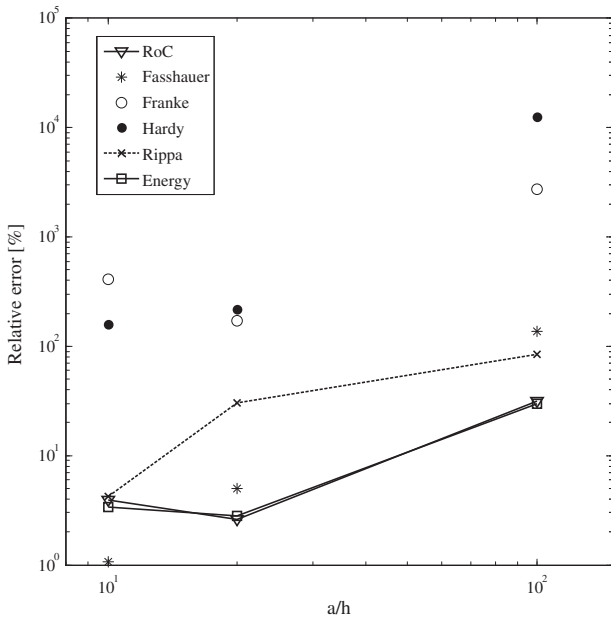 10^5
10^4
10^3
10^2
10^1
10^0
Relative error [%]
RoC
Fasshauer
Franke
Hardy
Rippa
Energy
10^1
10^2
a/h